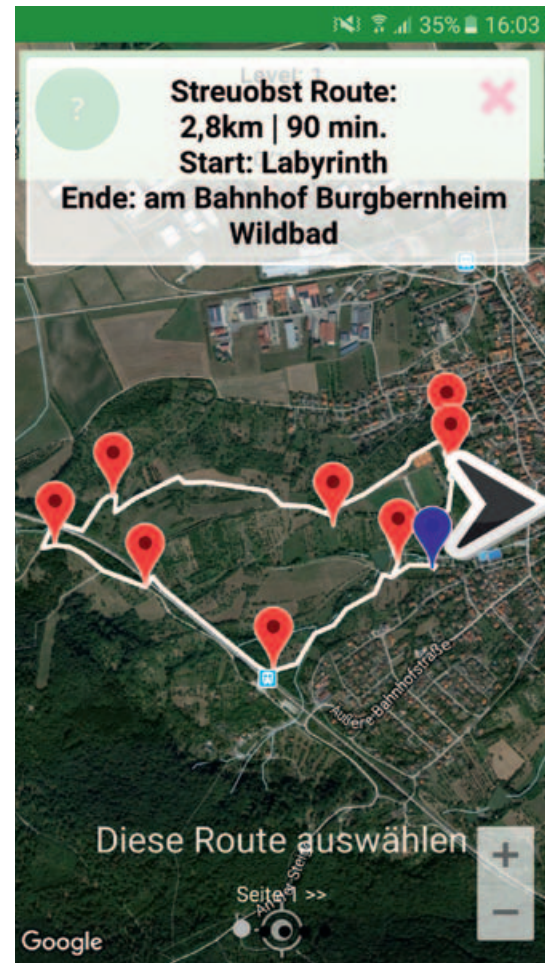 35% 16:03
Level: 1
?
Streuobst Route:
2,8km | 90 min.
Start: Labyrinth
Ende: am Bahnhof Burgbernheim
Wildbad
Äußere Bahnhofstraße
Diese Route auswählen
+
Seite 1 >>
−
Google